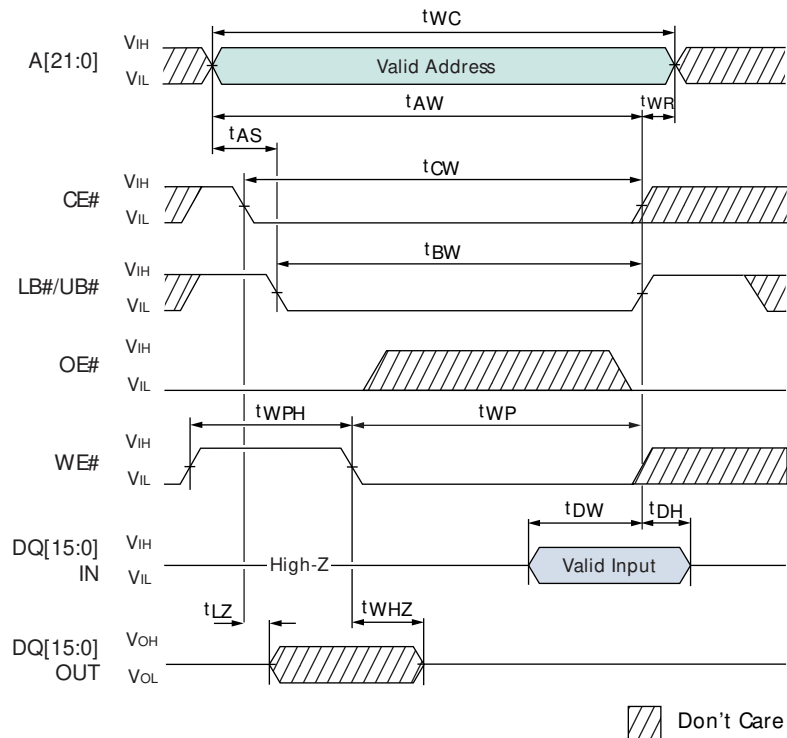 tWC
A[21:0] VIH VIL Valid Address
tAW tWR
tAS
tCW
CE# VIH VIL
tBW
LB#/UB# VIH VIL
OE# VIH VIL
tWPH tWP
WE# VIH VIL
tDW tDH
DQ[15:0] IN VIH VIL High-Z Valid Input
tLZ tWHZ
DQ[15:0] OUT VOH VOL
Don't Care